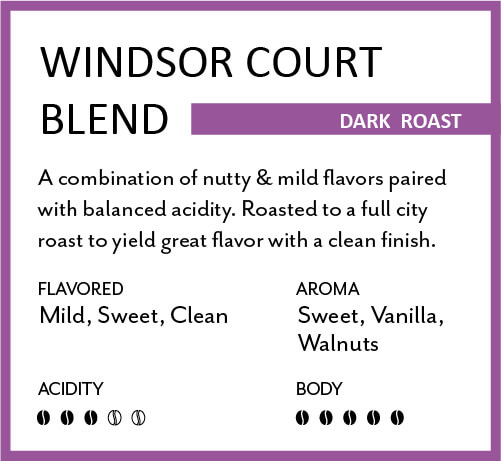 WINDSOR COURT
BLEND
DARK ROAST
A combination of nutty & mild flavors paired
with balanced acidity. Roasted to a full city
roast to yield great flavor with a clean finish.
FLAVORED
Mild, Sweet, Clean
AROMA
Sweet, Vanilla,
Walnuts
ACIDITY
BODY